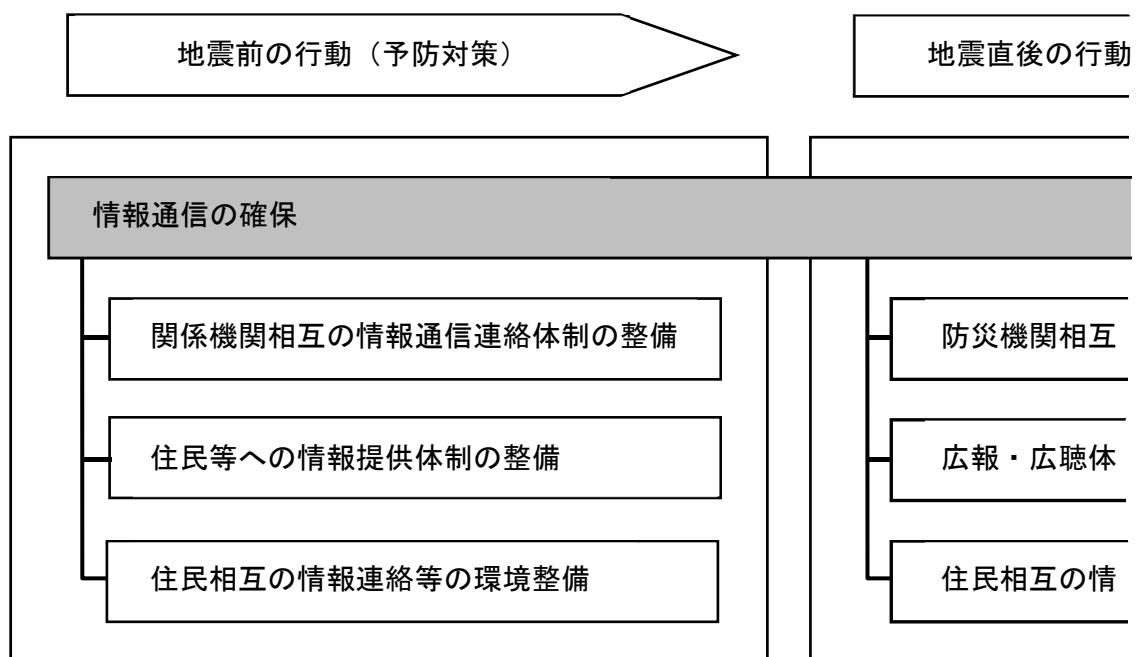 地震前の行動（予防対策）
地震直後の行動
情報通信の確保
関係機関相互の情報通信連絡体制の整備
防災機関相互
住民等への情報提供体制の整備
広報・広聴体
住民相互の情報連絡等の環境整備
住民相互の情